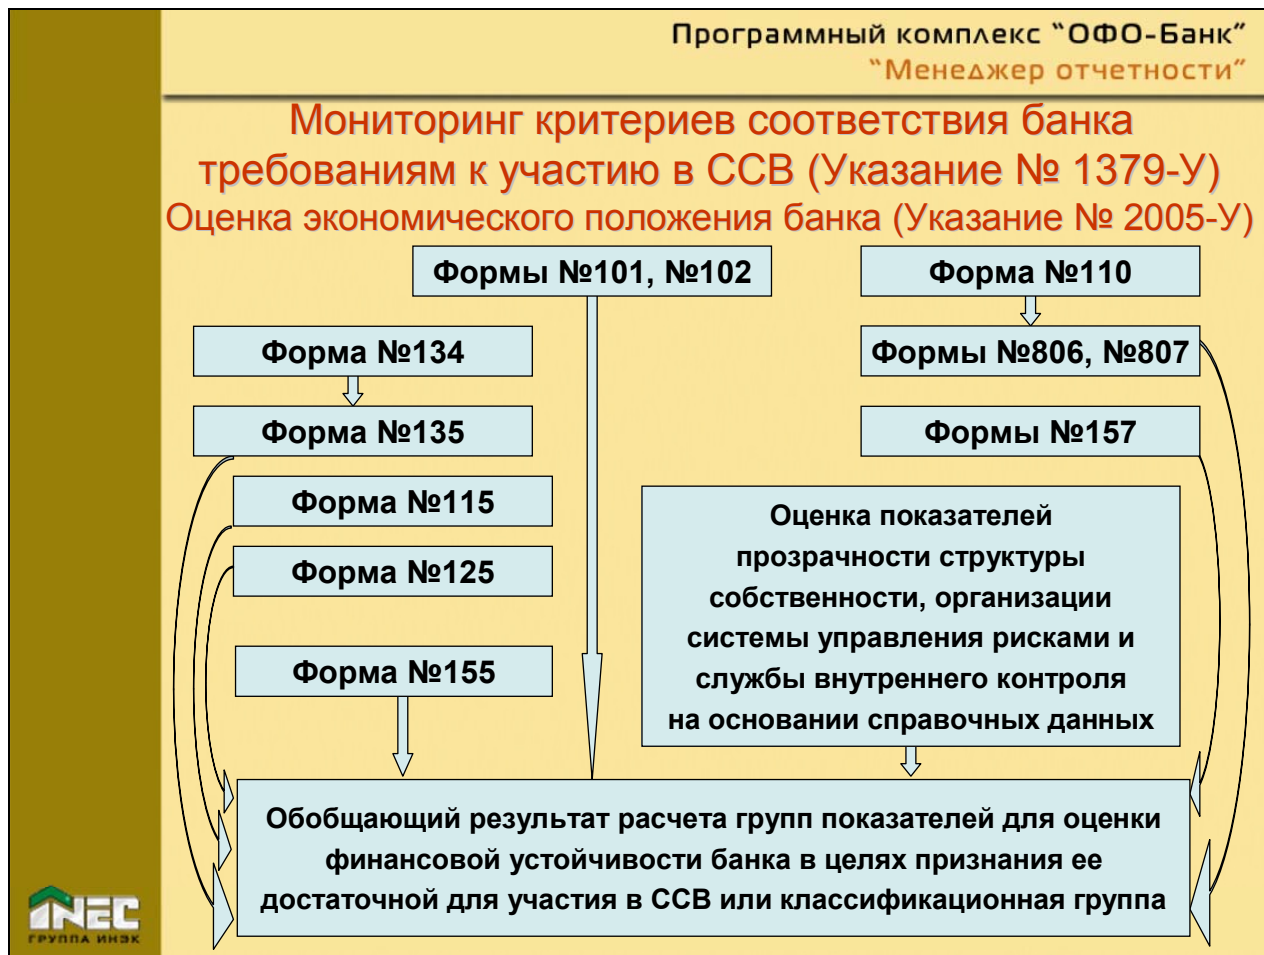 Программный комплекс “ОФО-Банк”
“Менеджер отчетности”
Мониторинг критериев соответствия банка
требованиям к участию в ССВ (Указание № 1379-У)
Оценка экономического положения банка (Указание № 2005-У)
Формы №101, №102
Форма №110
Форма №134
Формы №806, №807
Форма №135
Формы №157
Форма №115
Форма №125
Форма №155
Оценка показателей
прозрачности структуры
собственности, организации
системы управления рисками и
службы внутреннего контроля
на основании справочных данных
Обобщающий результат расчета групп показателей для оценки
финансовой устойчивости банка в целях признания ее
достаточной для участия в ССВ или классификационная группа
INEC
ГРУППА ИНЭК